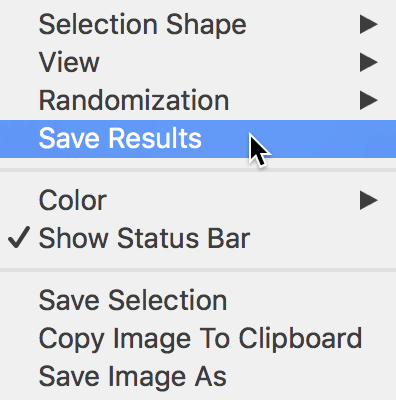 Selection Shape
View
Randomization
Save Results
Color
Show Status Bar
Save Selection
Copy Image To Clipboard
Save Image As